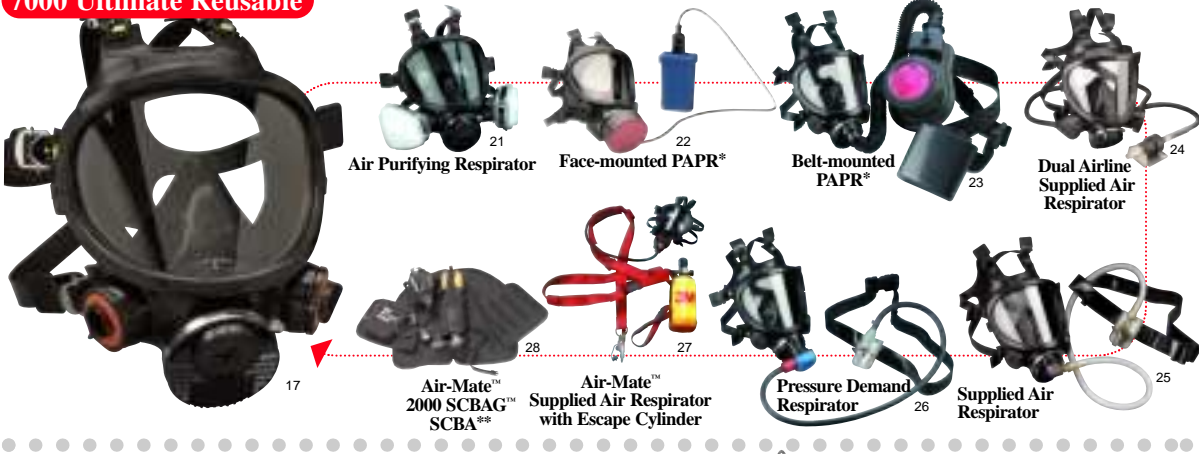 7000 Ultimate Reusable
17
21
Air Purifying Respirator
22
Face-mounted PAPR*
23
Belt-mounted
PAPR*
24
Dual Airline
Supplied Air
Respirator
28
Air-Mate™
2000 SCBAG™
SCBA**
3M
27
Air-Mate™
Supplied Air Respirator
with Escape Cylinder
Pressure Demand
Respirator
26
25
Supplied Air
Respirator